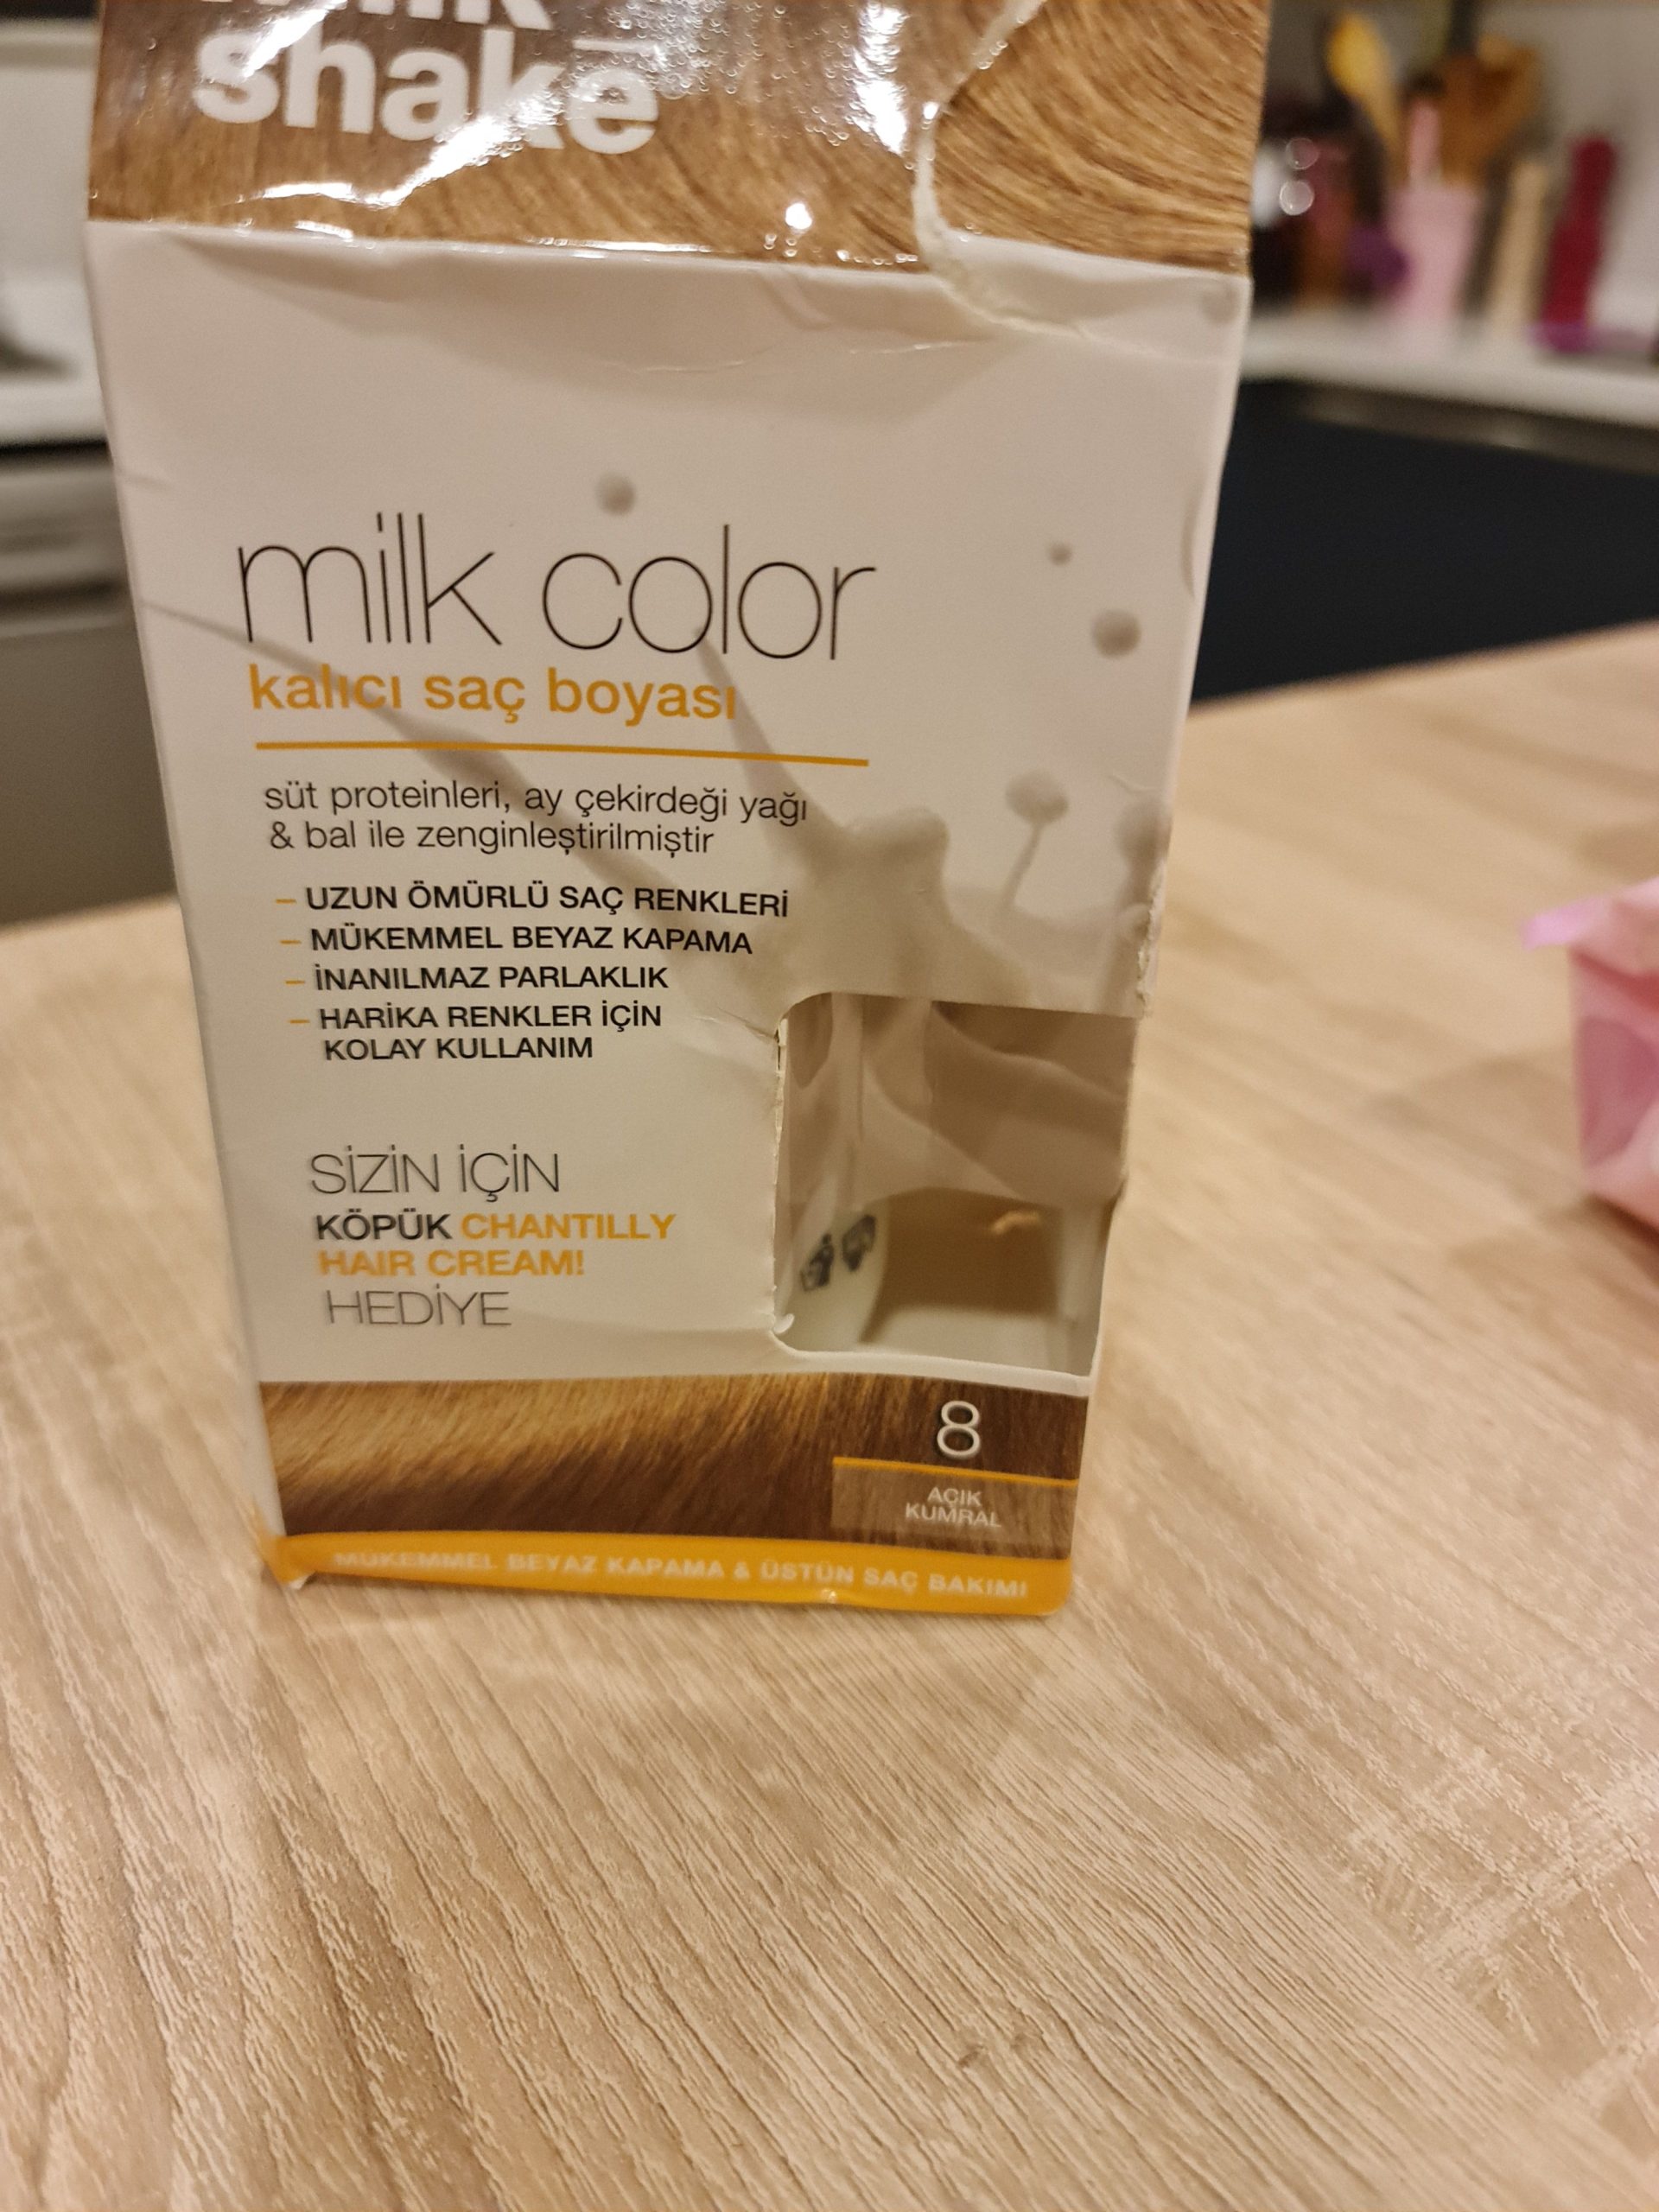 shake
milk color
kalıcı saç boyası
süt proteinleri, ay çekirdeği yağı
& bal ile zenginleştirilmiştir
– UZUN ÖMÜRLÜ SAÇ RENKLERİ
– MÜKEMMEL BEYAZ KAPAMA
– İNANILMAZ PARLAKLIK
– HARİKA RENKLER İÇİN
KOLAY KULLANIM
SİZİN İÇİN
KÖPÜK CHANTILLY
HAIR CREAM!
HEDİYE
8
AÇIK
KUMRAL
MÜKEMMEL BEYAZ KAPAMA & ÜSTÜN SAÇ BAKIMI